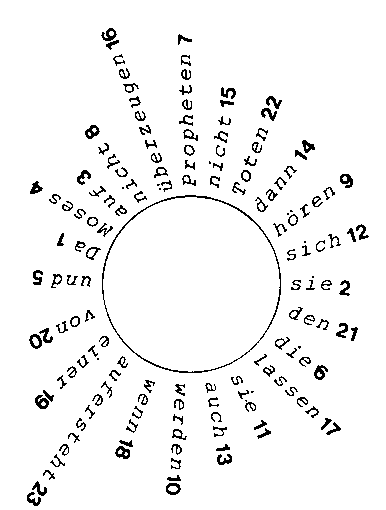 Propheten 7
nicht 15
Toten 22
dann 14
hören 9
sich 12
sie 2
den 21
die 6
lassen 17
sie 11
auch 13
werden 10
wenn 18
aufersteht 23
einer 19
von 20
und 5
Da 1
Moses 4
auf 3
nicht 8
überzeugen 16